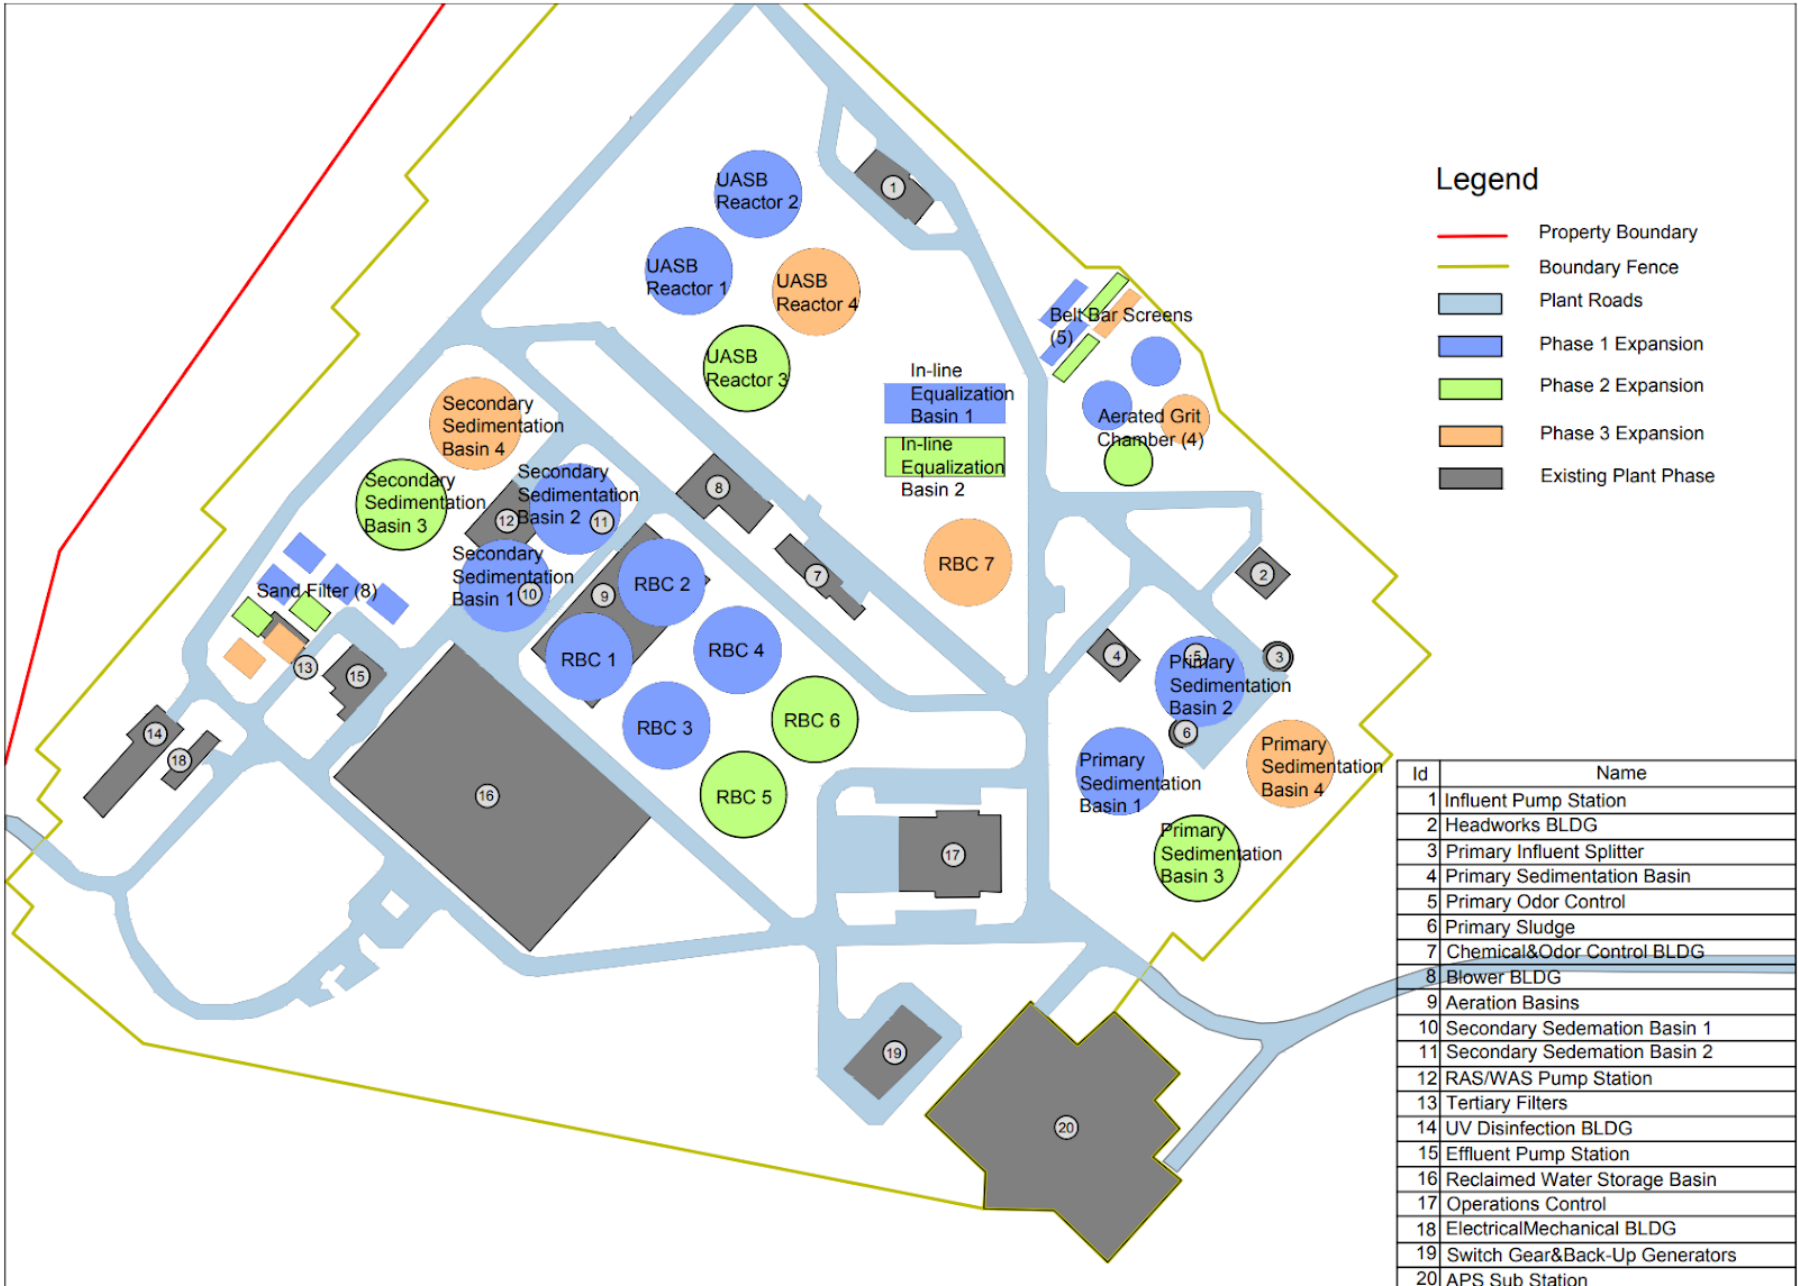 UASB
Reactor 2
1
UASB
Reactor 1
UASB
Reactor 4
UASB
Reactor 3
Belt Bar Screens
(5)
In-line
Equalization
Basin 1
In-line
Equalization
Basin 2
Aerated Grit
Chamber (4)
Secondary
Sedimentation
Basin 4
Secondary
Sedimentation
Basin 3
Secondary
Sedimentation
Basin 2
12
11
8
Secondary
Sedimentation
Basin 1
10
9
RBC 2
7
RBC 7
2
Sand Filter (8)
13
15
RBC 1
RBC 4
RBC 3
RBC 6
RBC 5
4
5
3
Primary
Sedimentation
Basin 2
6
Primary
Sedimentation
Basin 1
Primary
Sedimentation
Basin 4
Primary
Sedimentation
Basin 3
14
18
16
17
19
20
Legend
Property Boundary
Boundary Fence
Plant Roads
Phase 1 Expansion
Phase 2 Expansion
Phase 3 Expansion
Existing Plant Phase
Id Name
1 Influent Pump Station
2 Headworks BLDG
3 Primary Influent Splitter
4 Primary Sedimentation Basin
5 Primary Odor Control
6 Primary Sludge
7 Chemical&Odor Control BLDG
8 Blower BLDG
9 Aeration Basins
10 Secondary Sedemation Basin 1
11 Secondary Sedemation Basin 2
12 RAS/WAS Pump Station
13 Tertiary Filters
14 UV Disinfection BLDG
15 Effluent Pump Station
16 Reclaimed Water Storage Basin
17 Operations Control
18 ElectricalMechanical BLDG
19 Switch Gear&Back-Up Generators
20 APS Sub Station